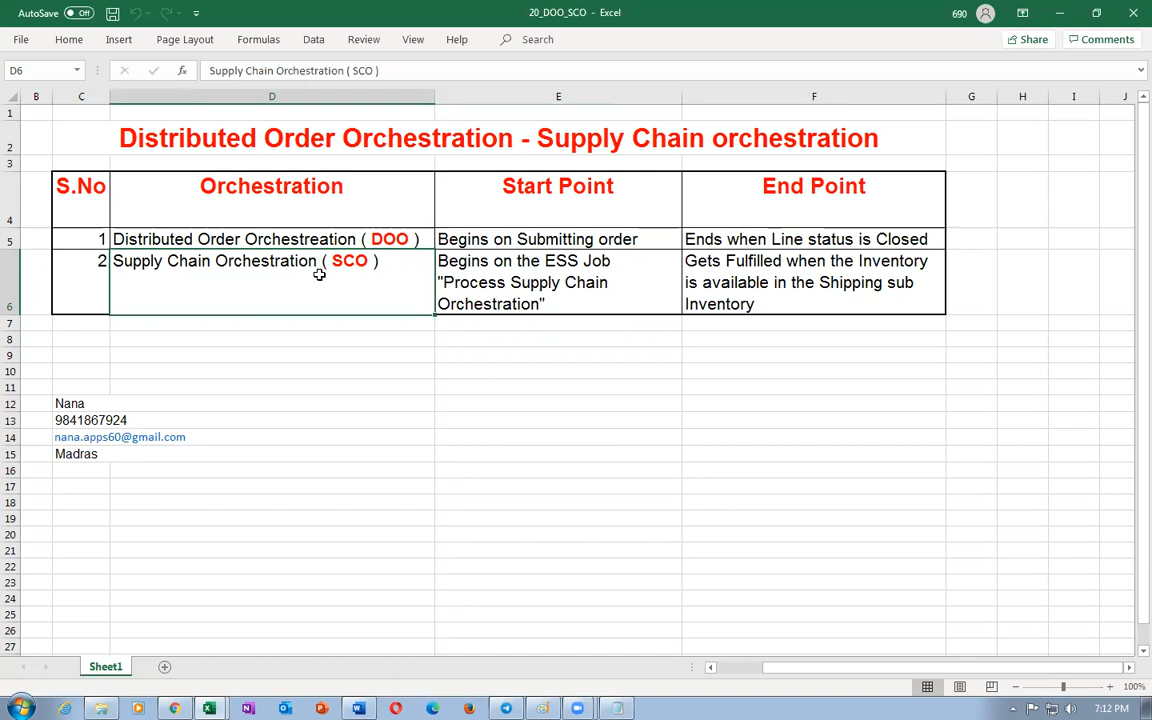 AutoSave Off 20_DOO_SCO - Excel 690
File Home Insert Page Layout Formulas Data Review View Help Search Share Comments
D6 fx Supply Chain Orchestration ( SCO )
B C D E F G H I J
1
2 Distributed Order Orchestration - Supply Chain orchestration
3
4 S.No Orchestration Start Point End Point
5 1 Distributed Order Orchestreation ( DOO ) Begins on Submitting order Ends when Line status is Closed
2 Supply Chain Orchestration ( SCO ) Begins on the ESS Job Gets Fulfilled when the Inventory
"Process Supply Chain is available in the Shipping sub
6 Orchestration" Inventory
7
8
9
10
11
12 Nana
13 9841867924
14 nana.apps60@gmail.com
15 Madras
16
17
18
19
20
21
22
23
24
25
26
27
Sheet1
100%
7:12 PM